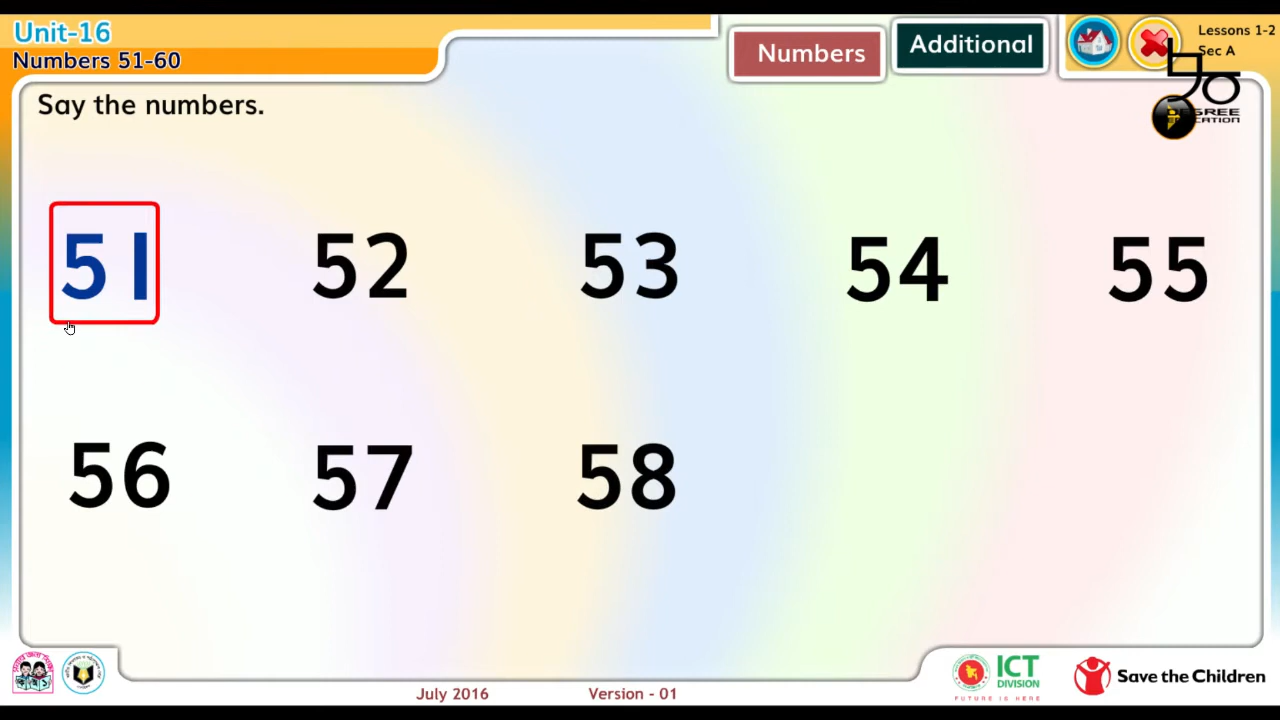 Unit-16
Numbers 51-60
Numbers
Additional
Lessons 1-2
Sec A
Say the numbers.
51 52 53 54 55
56 57 58
July 2016
Version - 01
ICT
DIVISION
FUTURE IS HERE
Save the Children